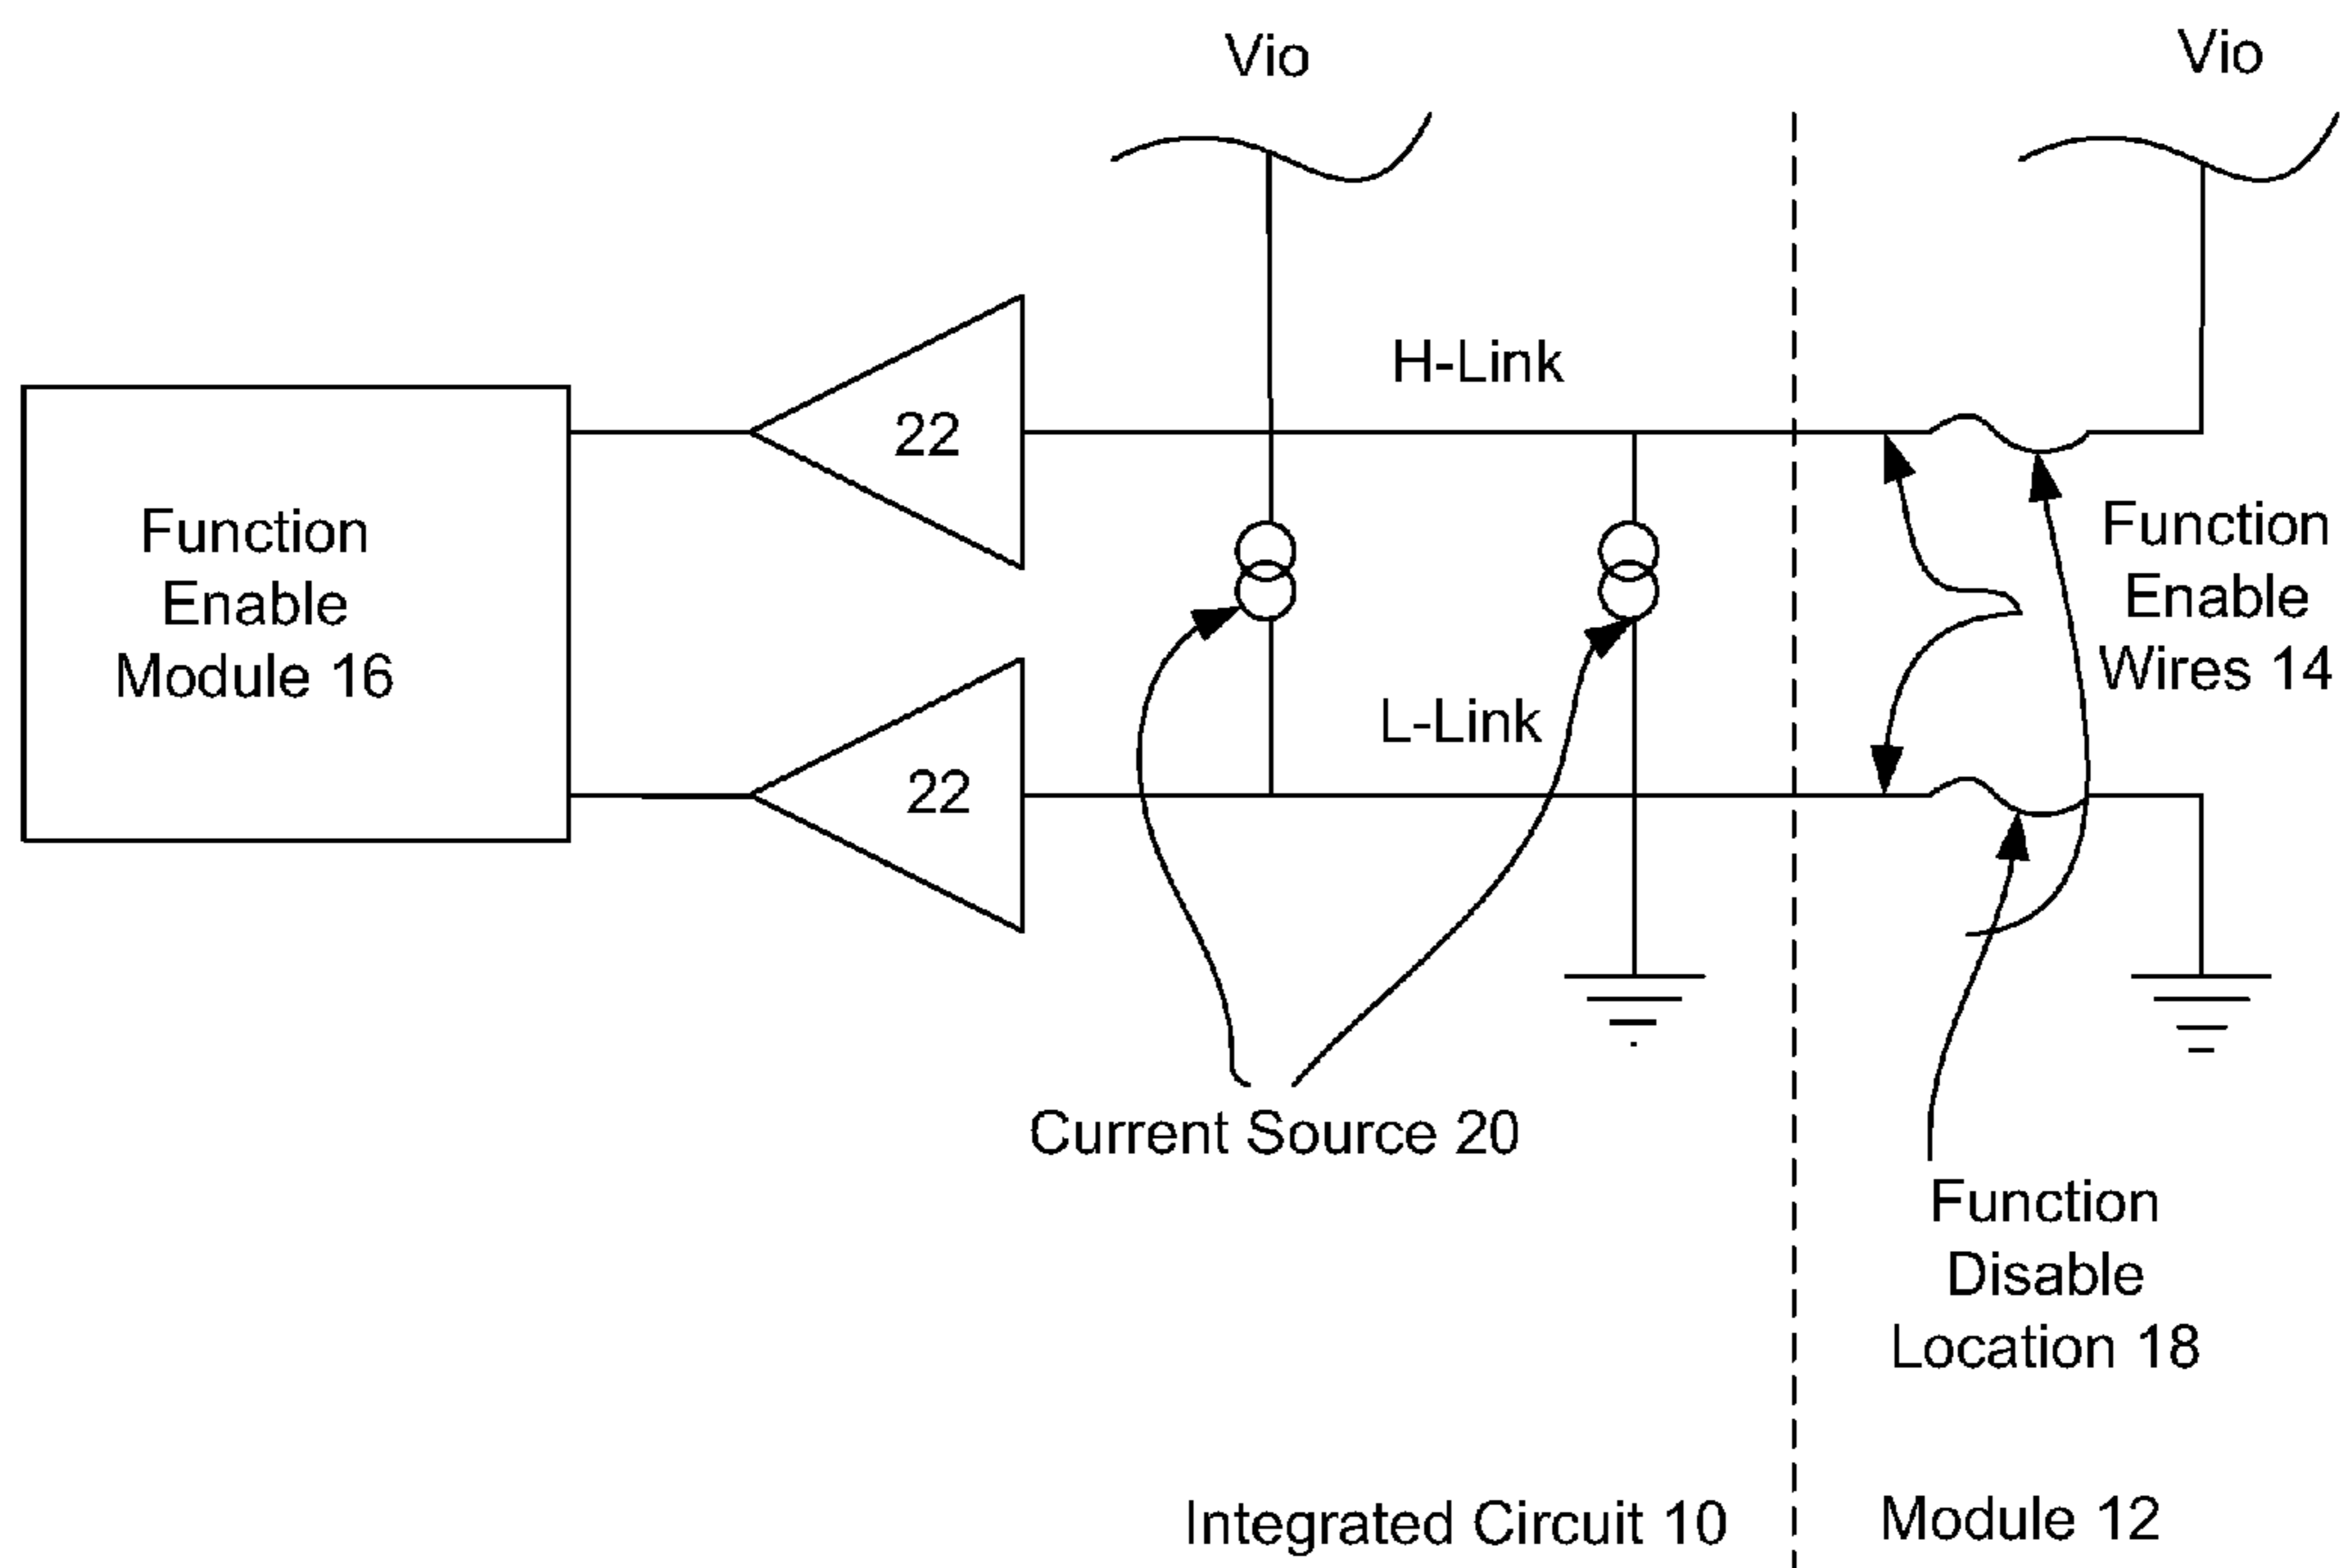 Vio
Vio
H-Link
22
Function
Enable
Module 16
Function
Enable
Wires 14
L-Link
22
Current Source 20
Function
Disable
Location 18
Integrated Circuit 10
Module 12